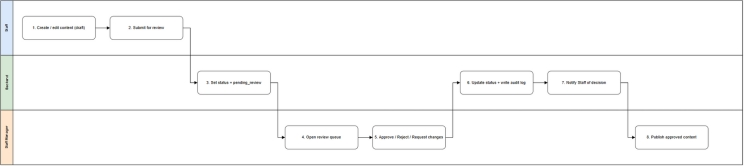 Staff
1. Create / edit content (draft)
2. Submit for review
Backend
3. Set status = pending_review
6. Update status + write audit log
7. Notify Staff of decision
Staff Manager
4. Open review queue
5. Approve / Reject / Request changes
8. Publish approved content